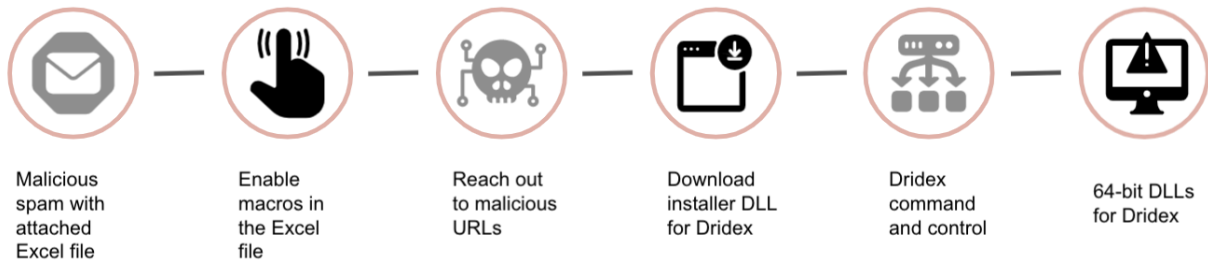 Malicious
spam with
attached
Excel file
Enable
macros in
the Excel
file
Reach out
to malicious
URLs
Download
installer DLL
for Dridex
Dridex
command
and control
64-bit DLLs
for Dridex